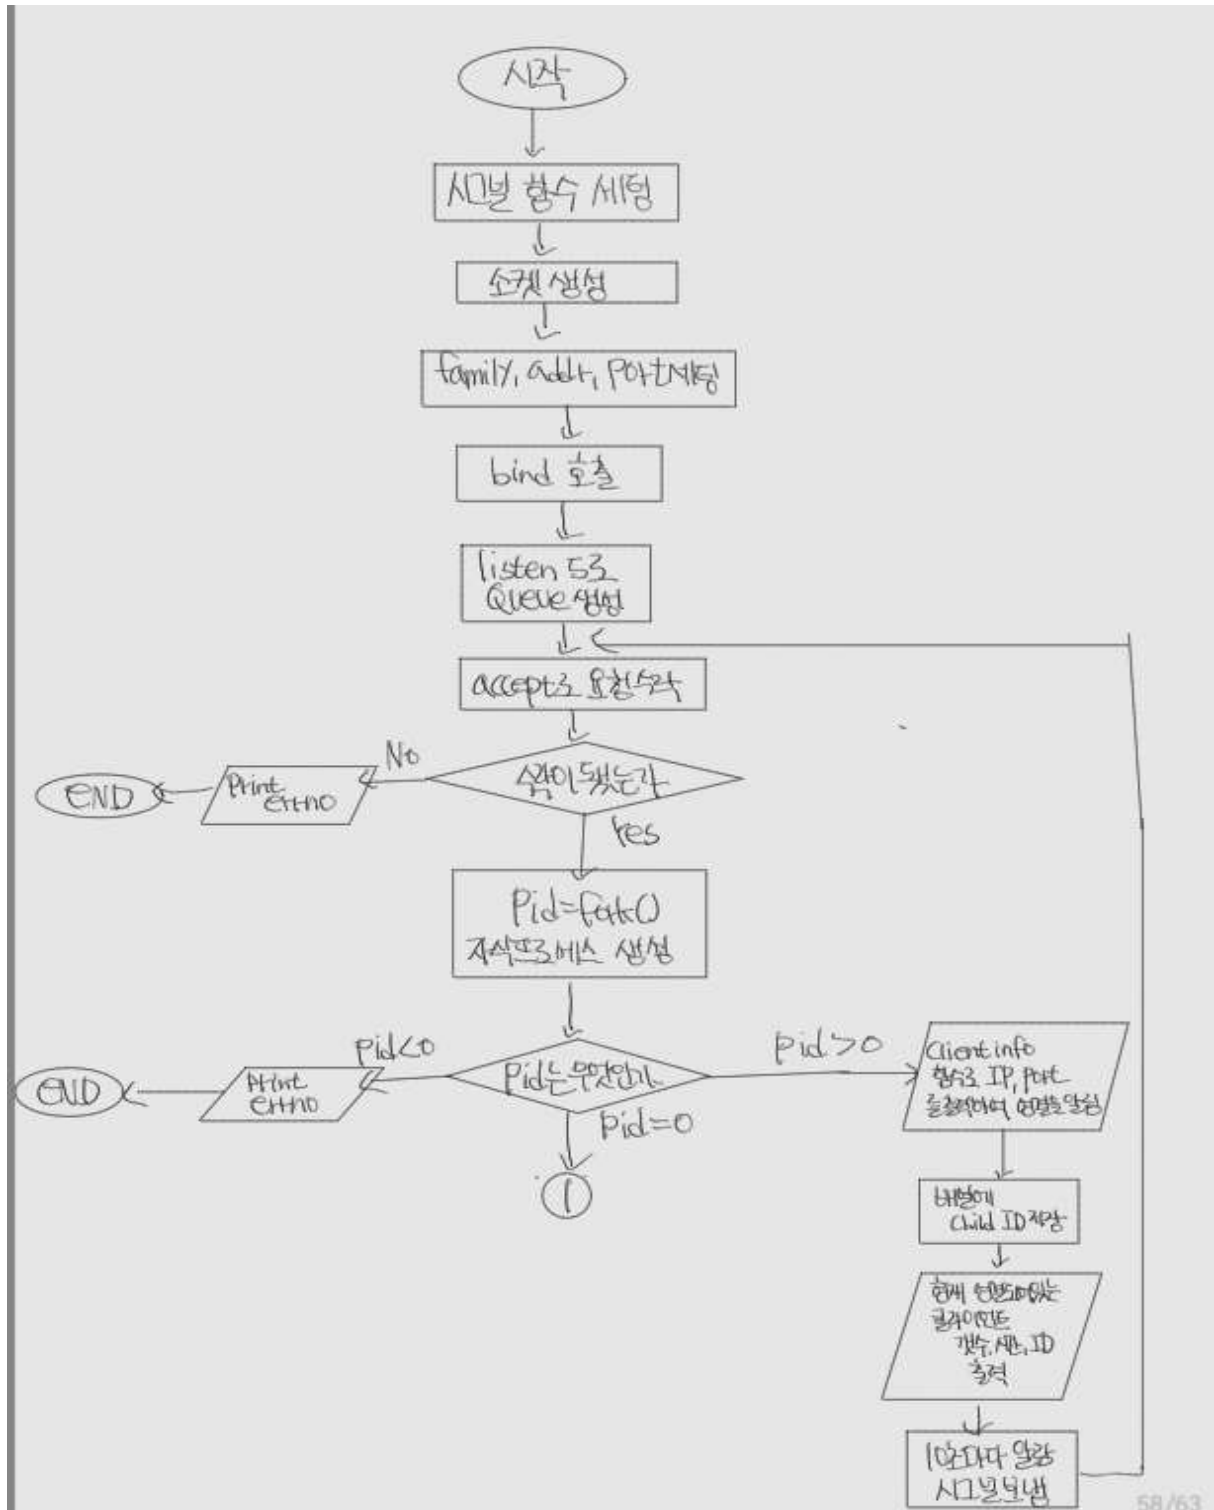 시작
시그널 함수 세팅
소켓 생성
family, addr, port세팅
bind 호출
listen 5로
Queue 생성
accept로 요청수락
수락이 됐는가
No
Print
errno
END
Yes
Pid=fork()
자식프로세스 생성
pid는 무엇인가
pid<0
Print
errno
END
pid>0
Client info
함수로 IP, Port
를 출력하여, 연결을 알림
pid=0
1
배열에
Child ID 저장
현재 연결되어있는
클라이언트
갯수, 시간, ID
출력
10초마다 알람
시그널 보냄
58/63